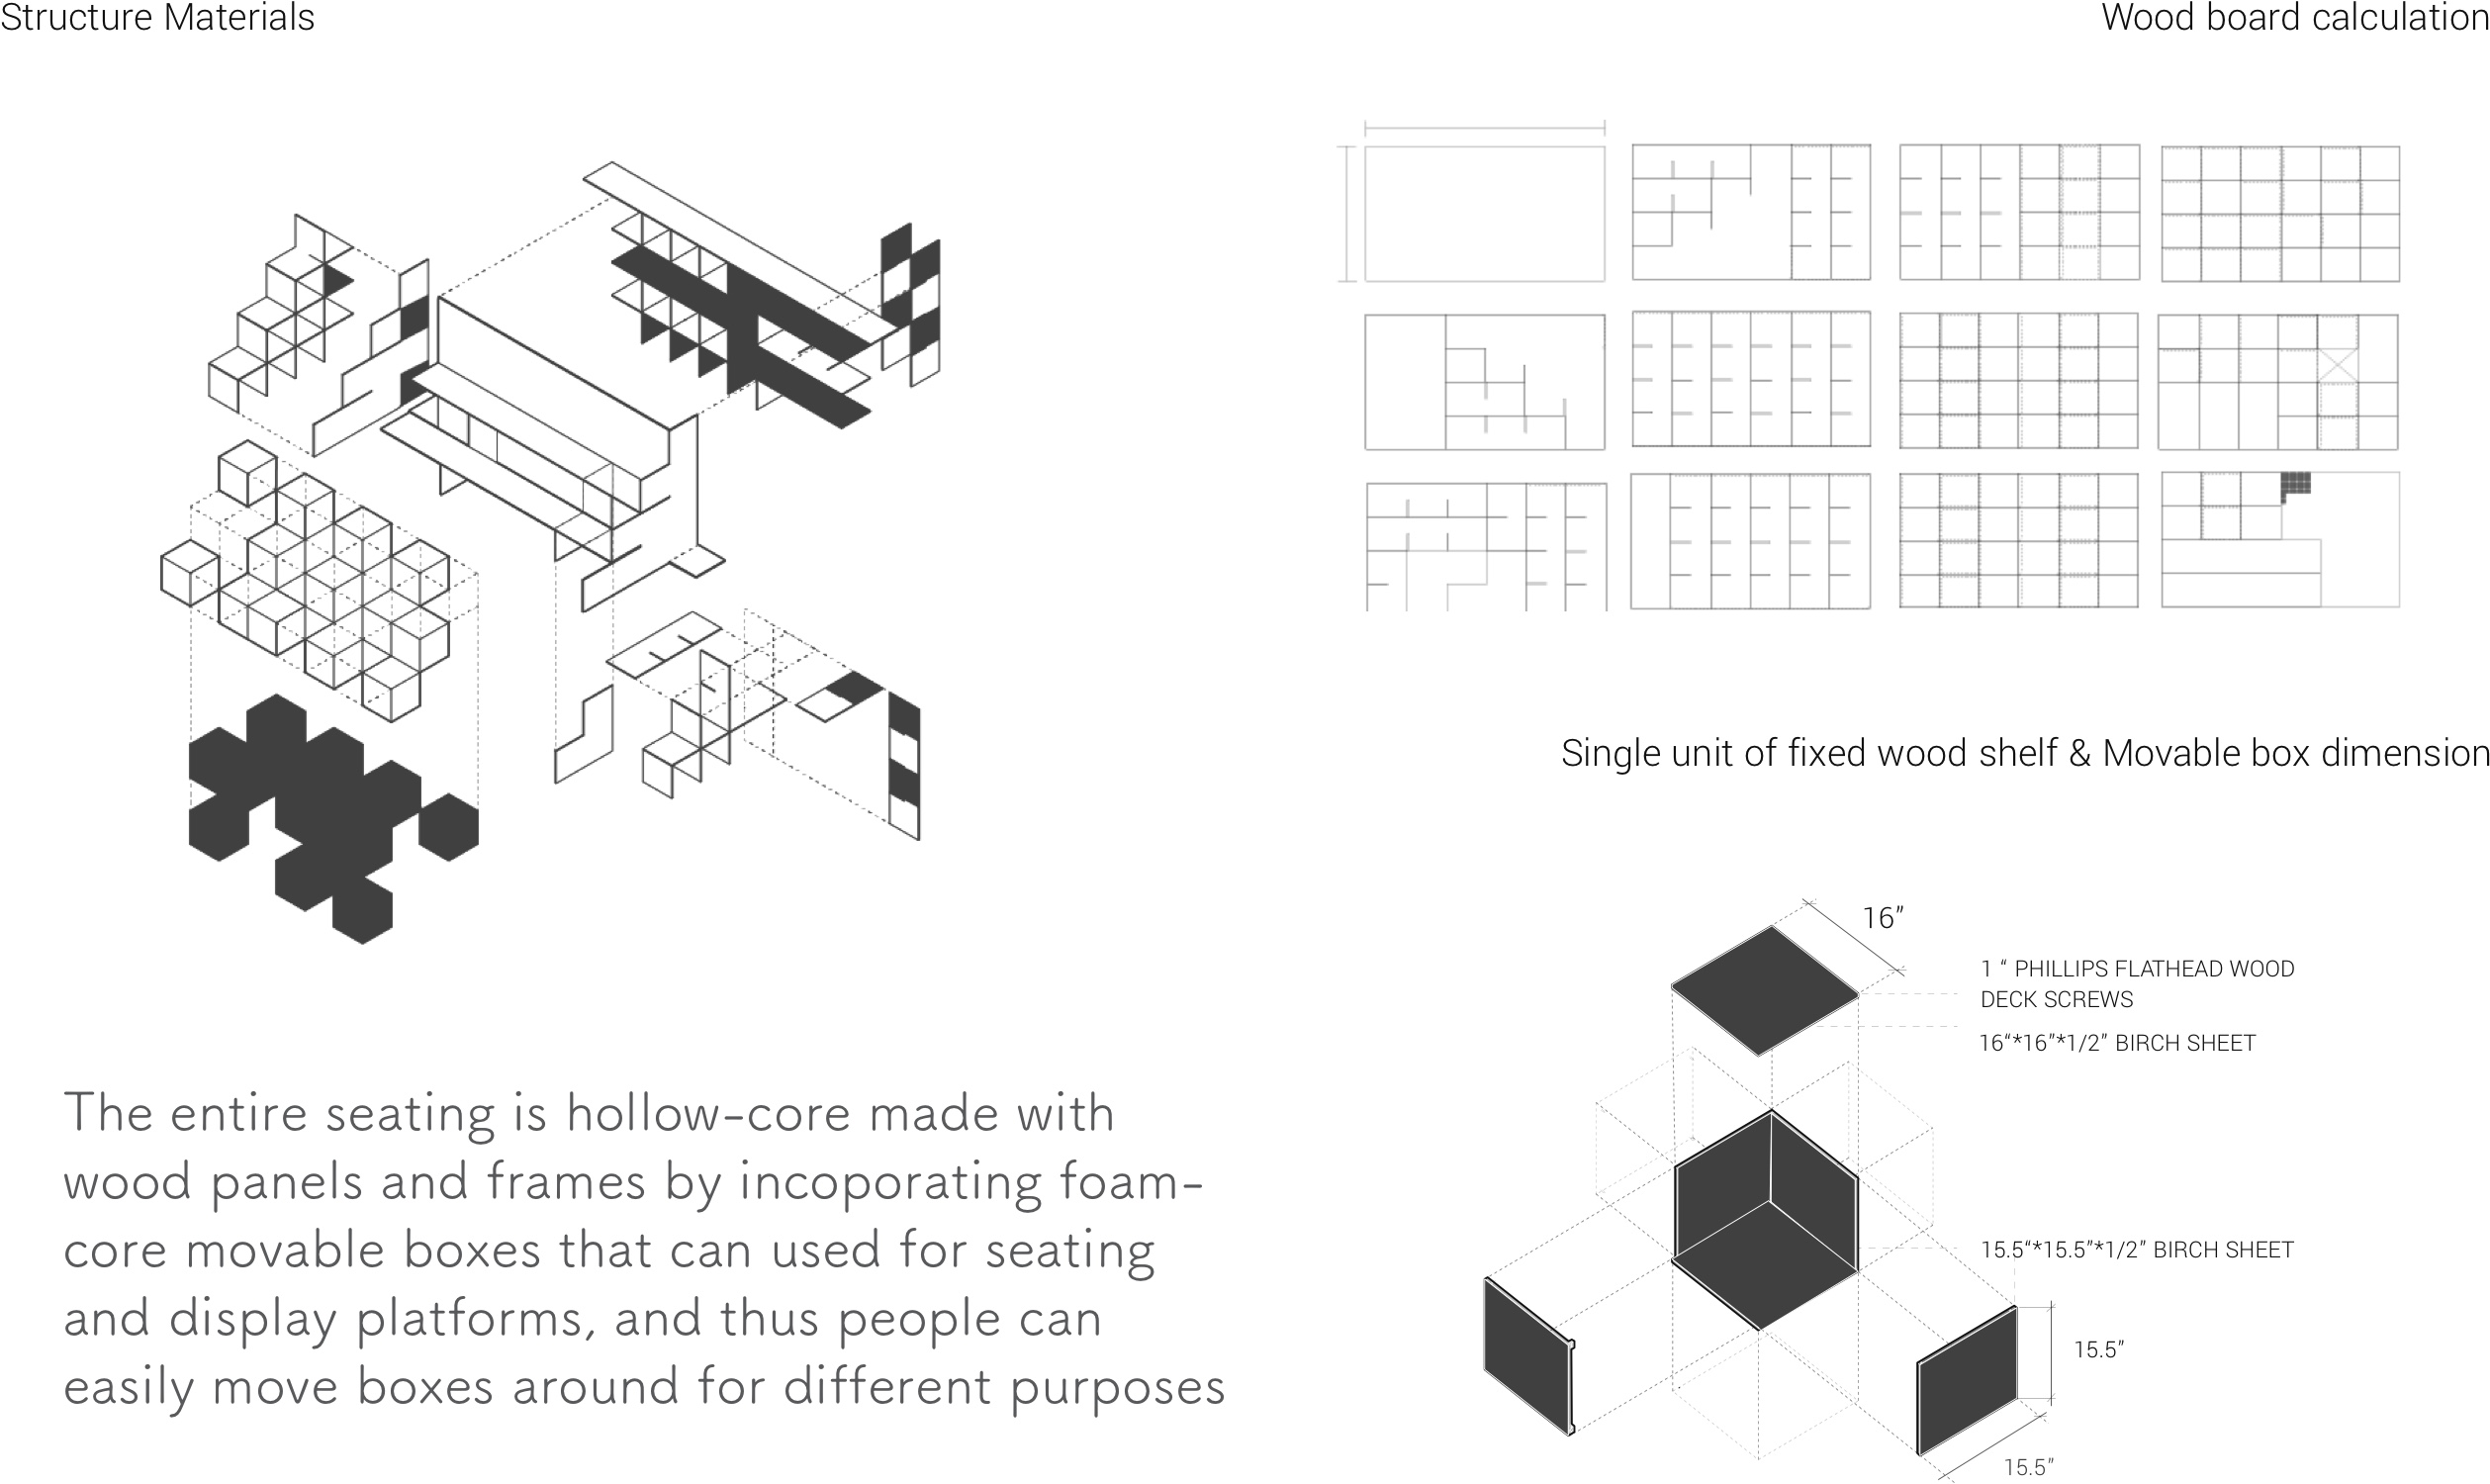 Structure Materials
Wood board calculation
Single unit of fixed wood shelf & Movable box dimension
16”
1 “ PHILLIPS FLATHEAD WOOD
DECK SCREWS
16“*16”*1/2” BIRCH SHEET
15.5“*15.5”*1/2” BIRCH SHEET
15.5”
15.5”
The entire seating is hollow-core made with
wood panels and frames by incoporating foam-
core movable boxes that can used for seating
and display platforms, and thus people can
easily move boxes around for different purposes